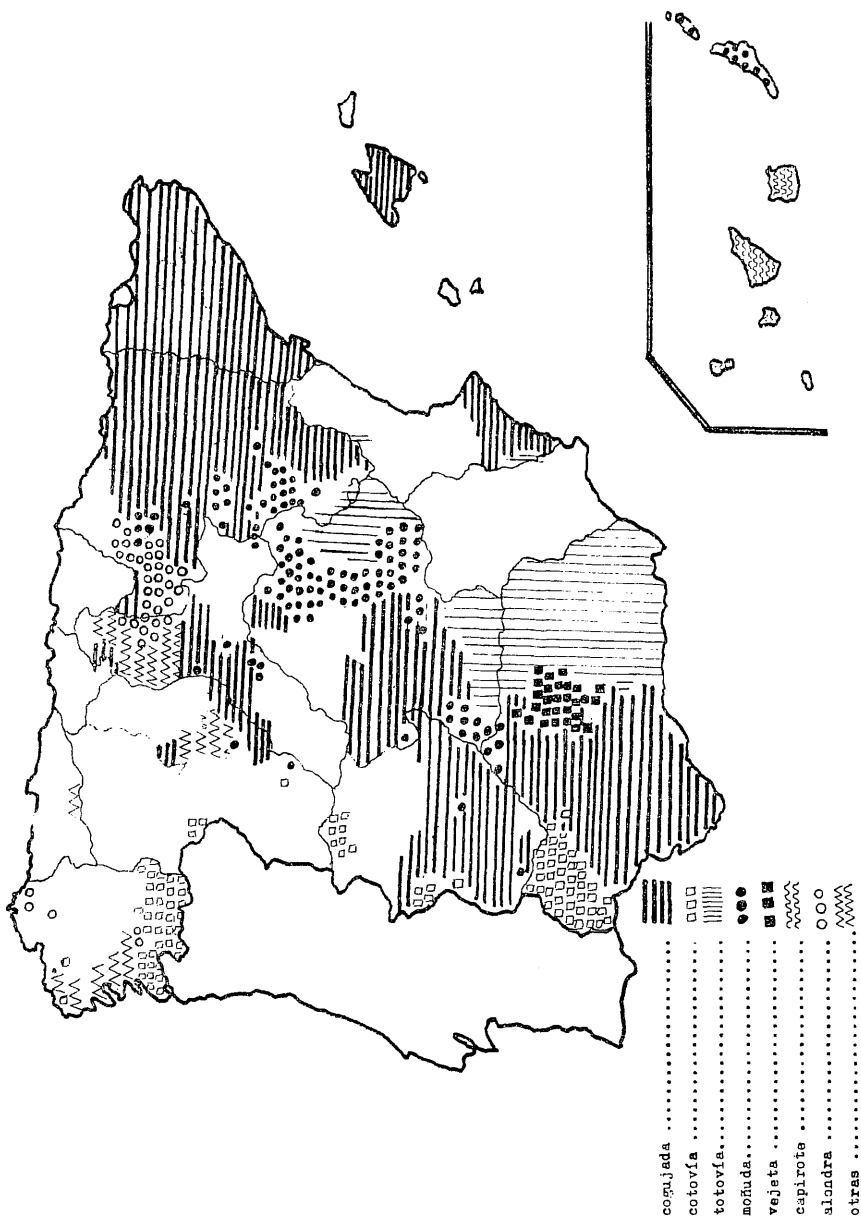 cogujada ........................
cotovía ........................
totovía ........................
moñuda ........................
vejeta ........................
capirote ........................
alondra ........................
otras ........................